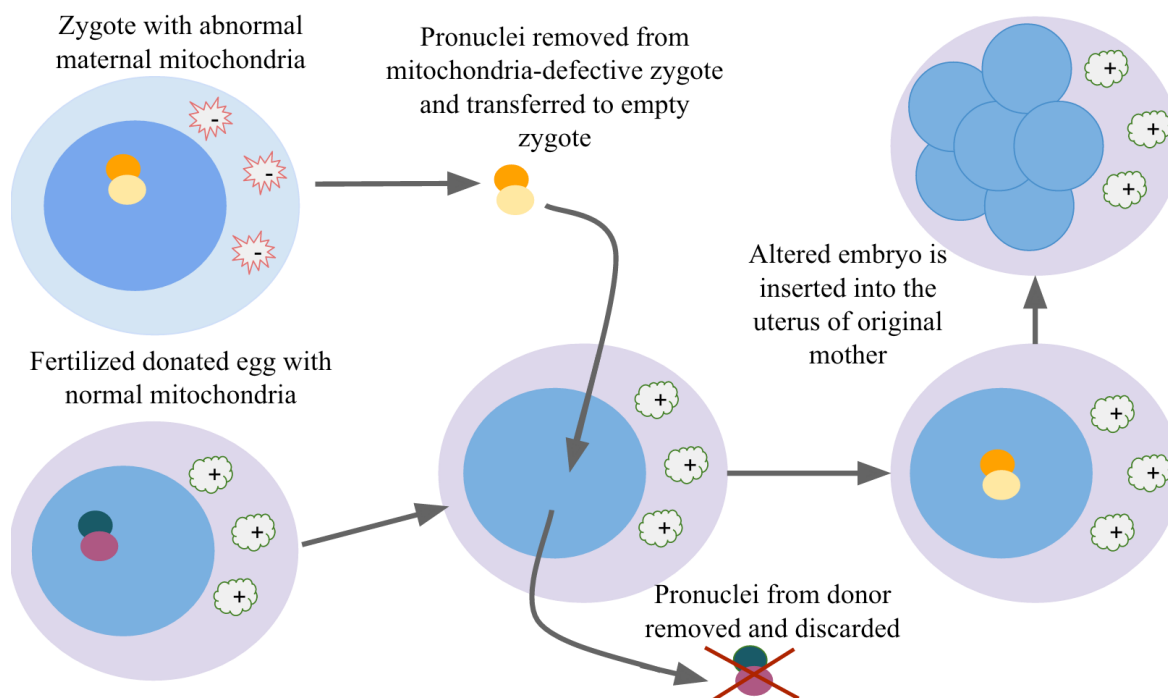 Zygote with abnormal
maternal mitochondria
-
-
-
Pronuclei removed from
mitochondria-defective zygote
and transferred to empty
zygote
+
+
+
Fertilized donated egg with
normal mitochondria
+
+
+
+
+
+
Altered embryo is
inserted into the
uterus of original
mother
+
+
+
Pronuclei from donor
removed and discarded